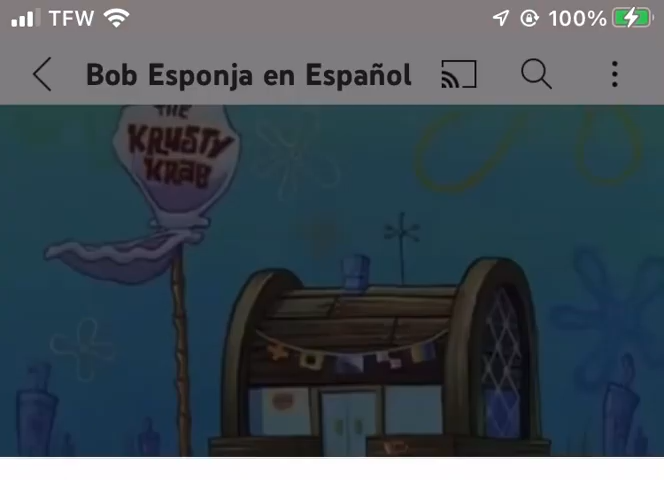 TFW 100%
Bob Esponja en Español
THE
KRUSTY
KRAB